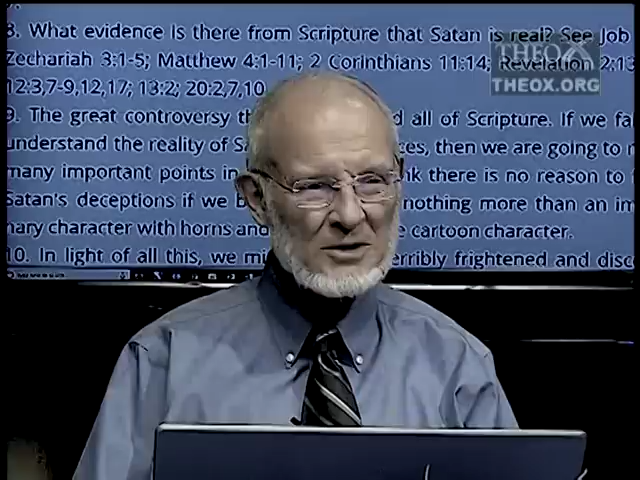 8. What evidence is there from Scripture that Satan is real? See Job
Zechariah 3:1-5; Matthew 4:1-11; 2 Corinthians 11:14; Revelation 2:13
12:3,7-9,12,17; 13:2; 20:2,7,10
THEOX
THEOX.ORG
9. The great controversy th d all of Scripture. If we fa
understand the reality of S ces, then we are going to
many important points in nk there is no reason to
Satan's deceptions if we b nothing more than an im
nary character with horns and e cartoon character.
10. In light of all this, we mi erribly frightened and disc